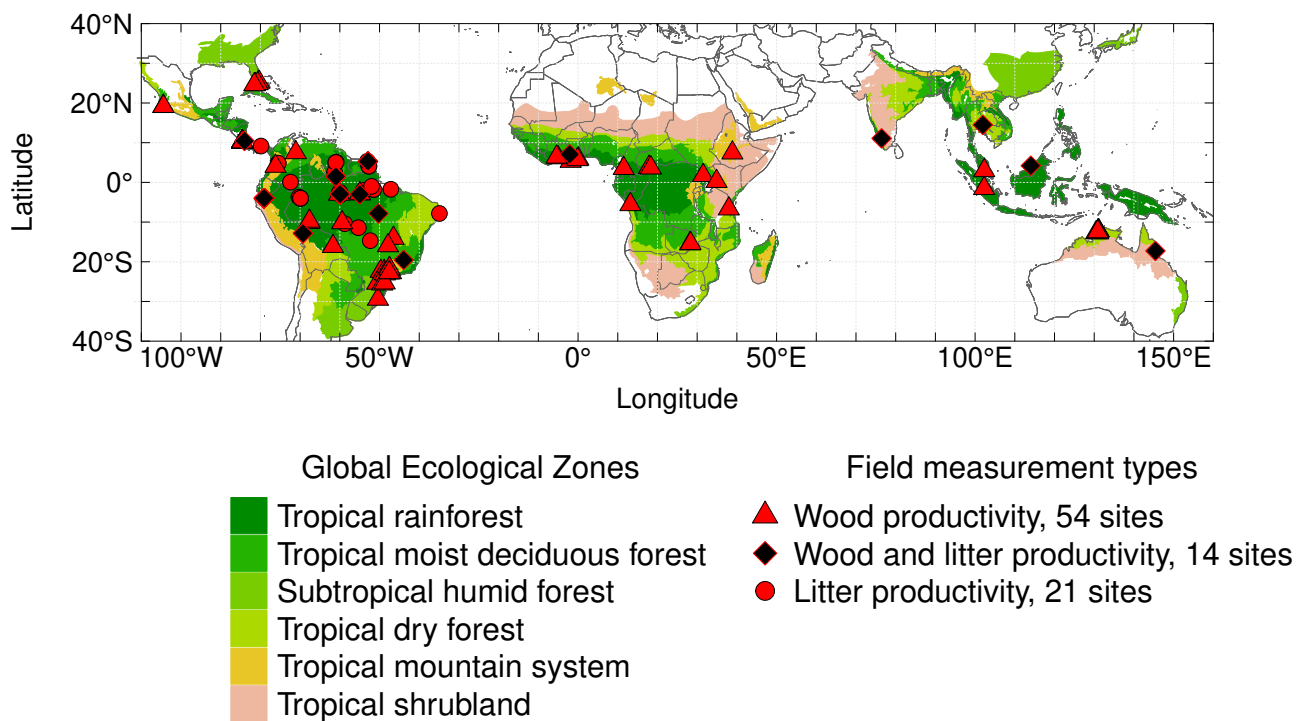 40°N
20°N
0°
20°S
40°S
Latitude
100°W
50°W
0°
50°E
100°E
150°E
Longitude
Global Ecological Zones
Tropical rainforest
Tropical moist deciduous forest
Subtropical humid forest
Tropical dry forest
Tropical mountain system
Tropical shrubland
Field measurement types
Wood productivity, 54 sites
Wood and litter productivity, 14 sites
Litter productivity, 21 sites